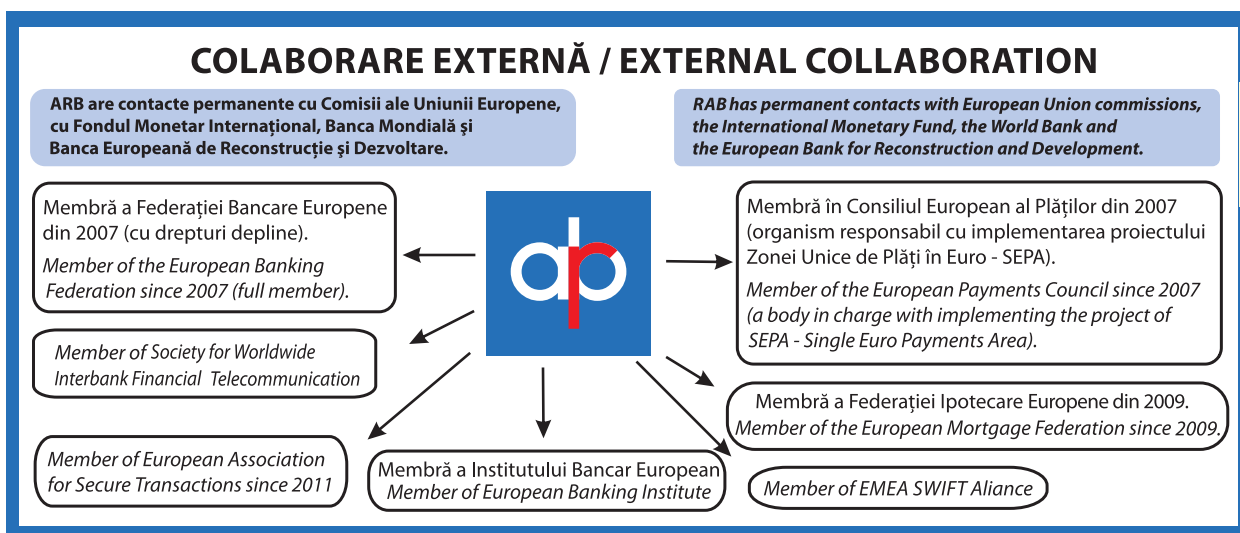 COLABORARE EXTERNĂ / EXTERNAL COLLABORATION
ARB are contacte permanente cu Comisii ale Uniunii Europene,
cu Fondul Monetar Internațional, Banca Mondială şi
Banca Europeană de Reconstrucție şi Dezvoltare.
RAB has permanent contacts with European Union commissions,
the International Monetary Fund, the World Bank and
the European Bank for Reconstruction and Development.
Membră a Federației Bancare Europene
din 2007 (cu drepturi depline).
Member of the European Banking
Federation since 2007 (full member).
Membră în Consiliul European al Plăților din 2007
(organism responsabil cu implementarea proiectului
Zonei Unice de Plăți în Euro - SEPA).
Member of the European Payments Council since 2007
(a body in charge with implementing the project of
SEPA - Single Euro Payments Area).
Member of Society for Worldwide
Interbank Financial Telecommunication
Membră a Federației Ipotecare Europene din 2009.
Member of the European Mortgage Federation since 2009.
Member of European Association
for Secure Transactions since 2011
Membră a Institutului Bancar European
Member of European Banking Institute
Member of EMEA SWIFT Aliance